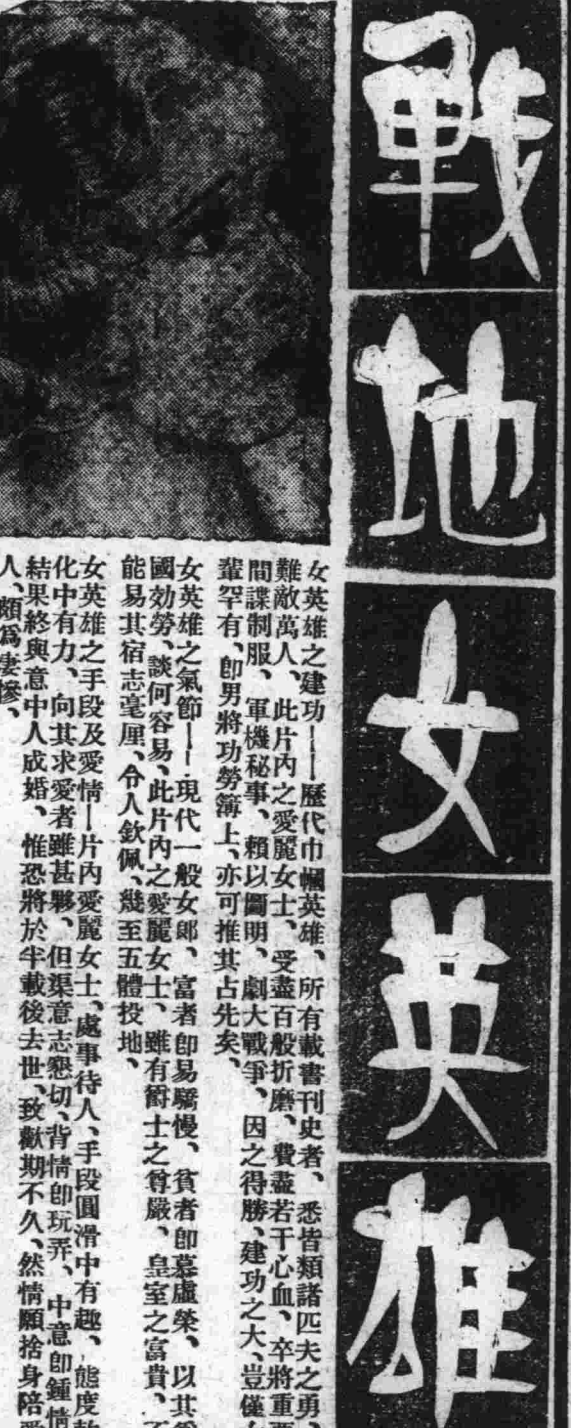 戰地女英雄
女英雄之建功——歷代巾幗英雄、所有載書刊史者、悉皆類諸匹夫之勇、
難敵萬人、此片內之愛麗女士、受盡百般折磨、費盡若干心血、卒將重要
間諜制服、軍機秘事、賴以圖明、劇大戰爭、因之得勝、建功之大、豈僅
輩罕有、卽男將功勞簿上、亦可推其占先矣、
女英雄之氣節——現代一般女郎、富者卽易驕慢、貧者卽慕虛榮、以其爲
國効勞、談何容易、此片內之愛麗女士、雖有爵士之尊嚴、皇室之富貴、不
能易其宿志毫厘、令人欽佩、幾至五體投地、
女英雄之手段及愛情—片內愛麗女士、處事待人、手段圓滑中有趣、態度
化中有力、向其求愛者雖甚夥、但渠意志懇切、背情卽玩弄、中意卽鍾情
結果終與意中人成婚、惟恐將於半載後去世、致歡期不久、然情願捨身陪
人、頗爲凄慘、